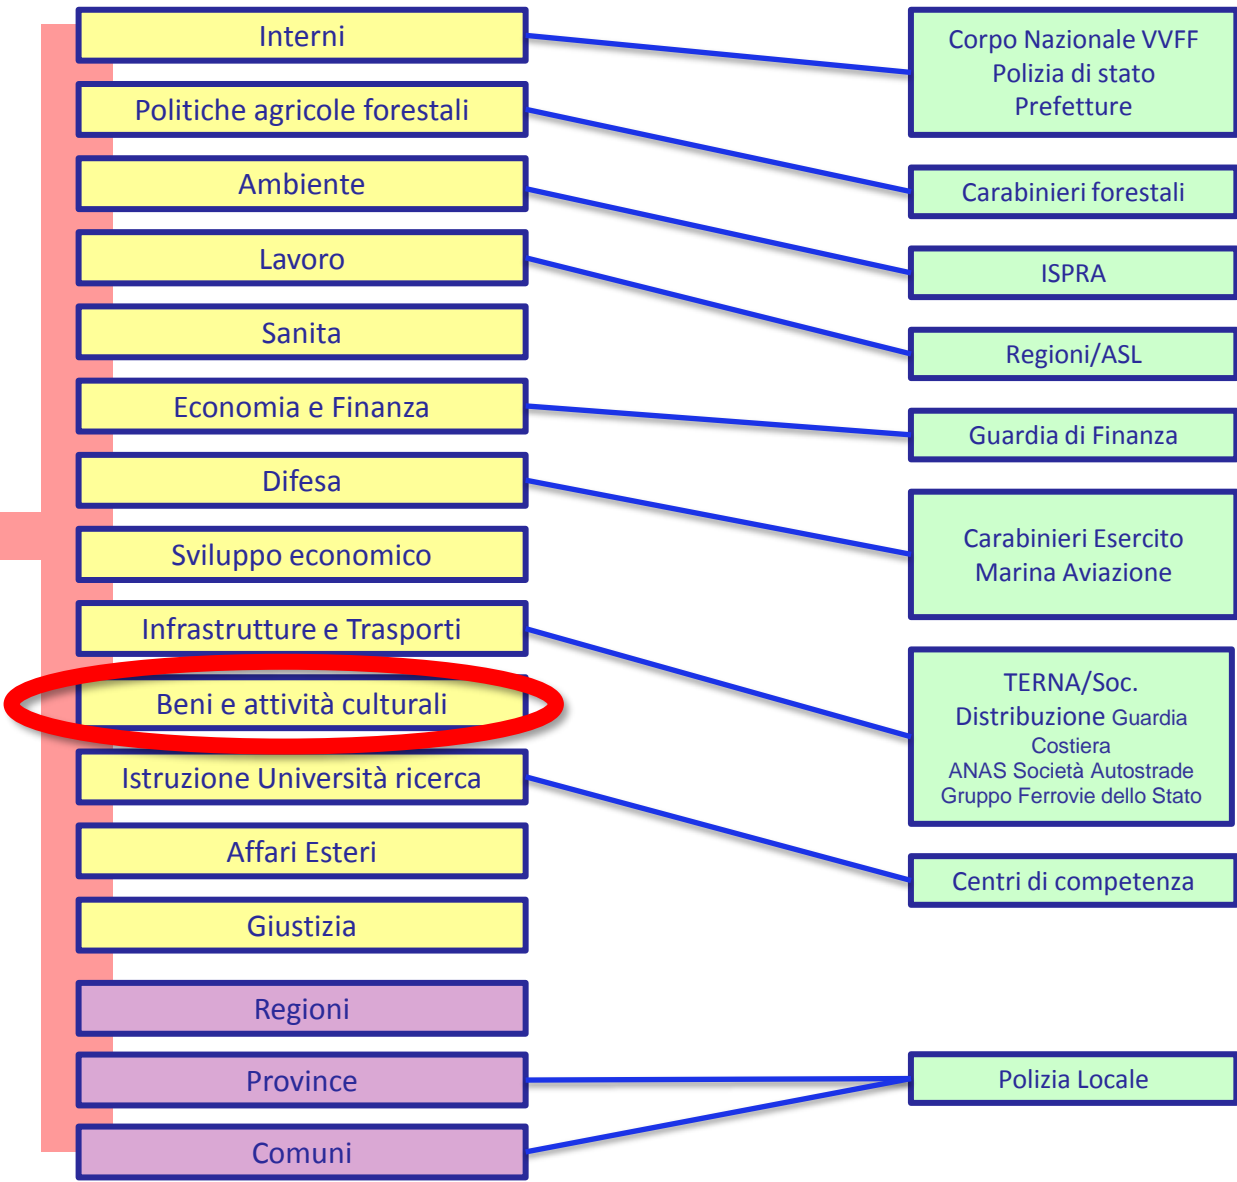 Interni
Politiche agricole forestali
Ambiente
Lavoro
Sanita
Economia e Finanza
Difesa
Sviluppo economico
Infrastrutture e Trasporti
Beni e attività culturali
Istruzione Università ricerca
Affari Esteri
Giustizia
Regioni
Province
Comuni
Corpo Nazionale VVFF
Polizia di stato
Prefetture
Carabinieri forestali
ISPRA
Regioni/ASL
Guardia di Finanza
Carabinieri Esercito
Marina Aviazione
TERNA/Soc.
Distribuzione Guardia
Costiera
ANAS Società Autostrade
Gruppo Ferrovie dello Stato
Centri di competenza
Polizia Locale